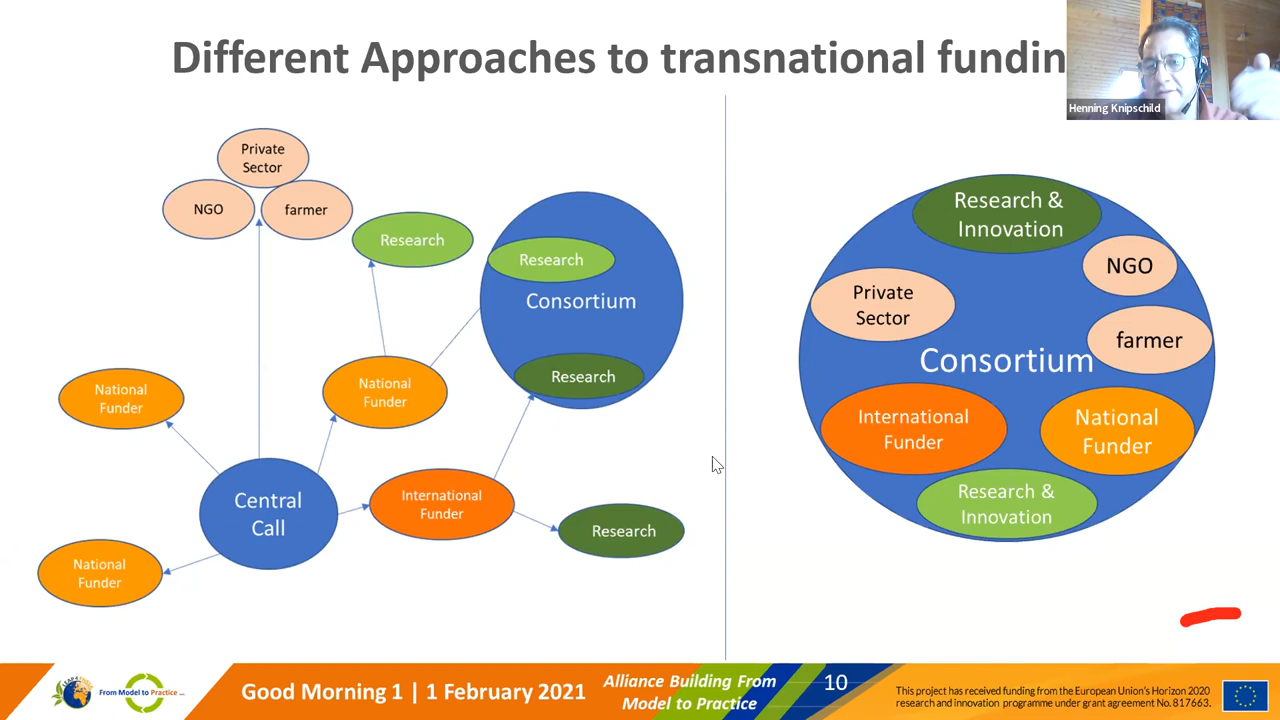 Different Approaches to transnational fundin
Henning Knipschild
Private
Sector
NGO
farmer
Research
Research
Consortium
Research
National
Funder
National
Funder
Central
Call
International
Funder
Research
National
Funder
Research &
Innovation
NGO
Private
Sector
farmer
Consortium
International
Funder
National
Funder
Research &
Innovation
From Model to Practice ...
Good Morning 1 | 1 February 2021
Alliance Building From
Model to Practice
10
This project has received funding from the European Union's Horizon 2020
research and innovation programme under grant agreement No. 817663.